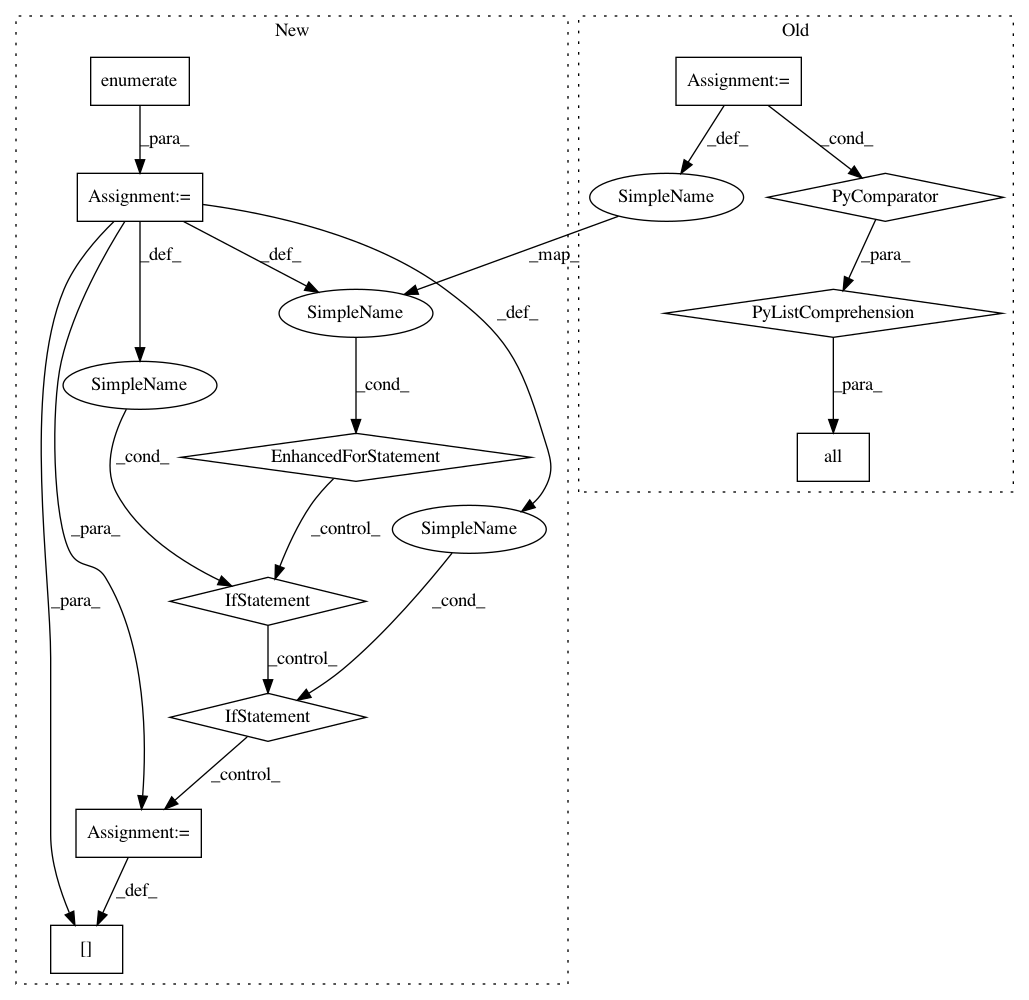 New
Old
enumerate
Assignment:=
_para_
_def_
_cond_
Assignment:=
SimpleName
PyComparator
_def_
_def_
_map_
_para_
SimpleName
PyListComprehension
_def_
_cond_
_para_
SimpleName
_cond_
EnhancedForStatement
all
_para_
_control_
SimpleName
_para_
IfStatement
_cond_
_control_
IfStatement
_control_
Assignment:=
_def_
[]